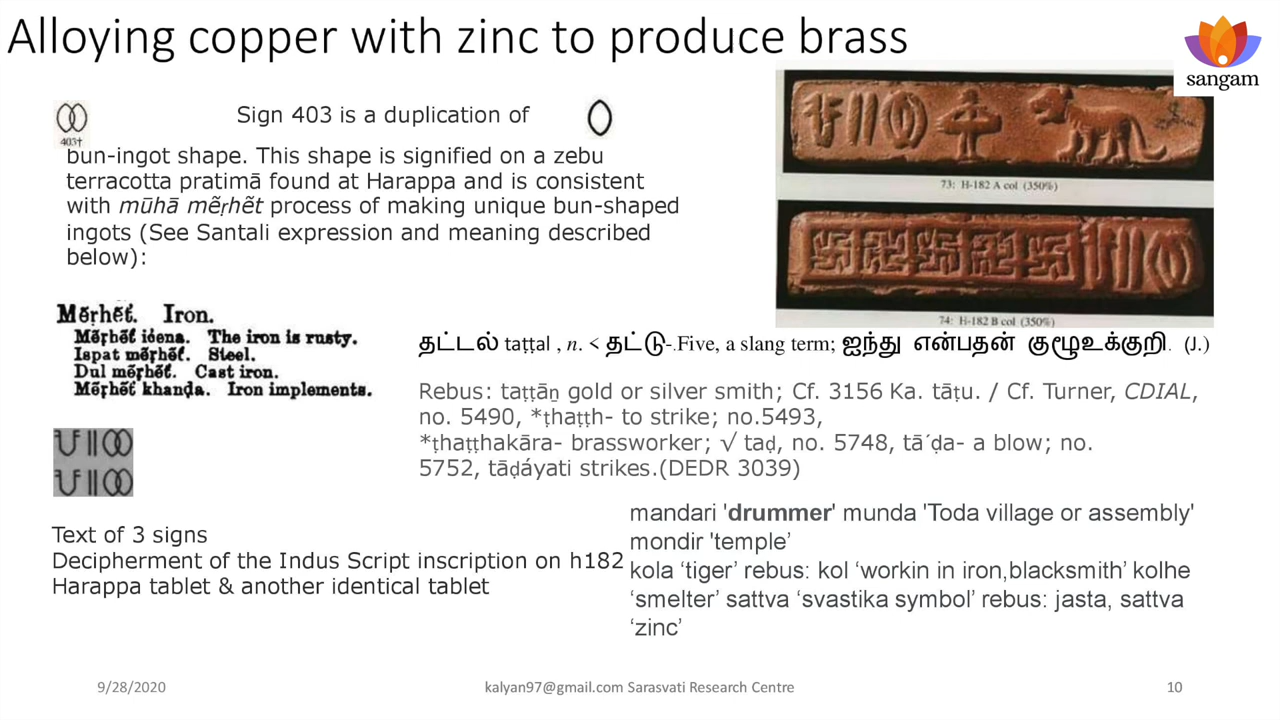 Alloying copper with zinc to produce brass
sangam
Sign 403 is a duplication of
403†
bun-ingot shape. This shape is signified on a zebu
terracotta pratimā found at Harappa and is consistent
with mūhā mẽṛhẽt process of making unique bun-shaped
ingots (See Santali expression and meaning described
below):
73: H-182 A col (350%)
74: H-182 B col (350%)
Mẽṛhẽt. Iron.
Mẽṛhẽt iċena. The iron is rusty.
Ispat mẽṛhẽt. Steel.
Dul mẽṛhẽt. Cast iron.
Mẽṛhẽt khaṇḍa. Iron implements.
தட்டல் taṭṭal , n. < தட்டு-.Five, a slang term; ஐந்து என்பதன் குழூஉக்குறி. (J.)
Rebus: taṭṭāṉ gold or silver smith; Cf. 3156 Ka. tāṭu. / Cf. Turner, CDIAL,
no. 5490, *ṭhaṭṭh- to strike; no.5493,
*ṭhaṭṭhakāra- brassworker; √ taḍ, no. 5748, tā´ḍa- a blow; no.
5752, tāḍáyati strikes.(DEDR 3039)
Text of 3 signs
Decipherment of the Indus Script inscription on h182
Harappa tablet & another identical tablet
mandari 'drummer' munda 'Toda village or assembly'
mondir 'temple’
kola ‘tiger’ rebus: kol ‘workin in iron,blacksmith’ kolhe
‘smelter’ sattva ‘svastika symbol’ rebus: jasta, sattva
‘zinc’
9/28/2020
kalyan97@gmail.com Sarasvati Research Centre
10